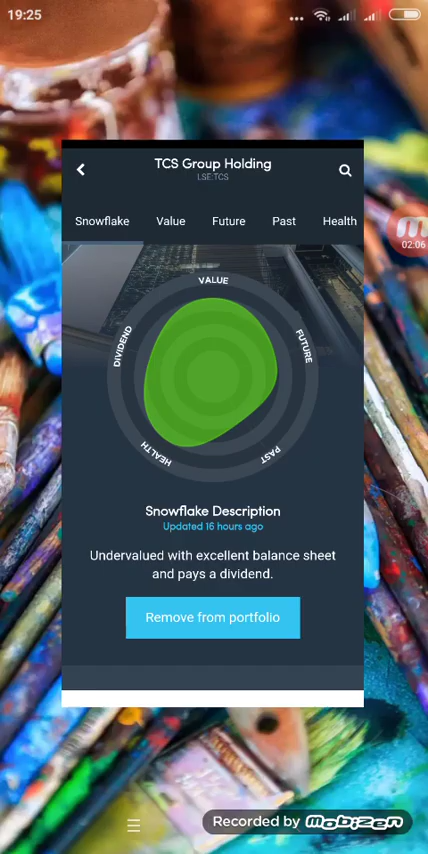 19:25
TCS Group Holding
LSE:TCS
Snowflake Value Future Past Health
02:06
VALUE
DIVIDEND
FUTURE
HEALTH
PAST
Snowflake Description
Updated 16 hours ago
Undervalued with excellent balance sheet
and pays a dividend.
Remove from portfolio
Recorded by mobizen